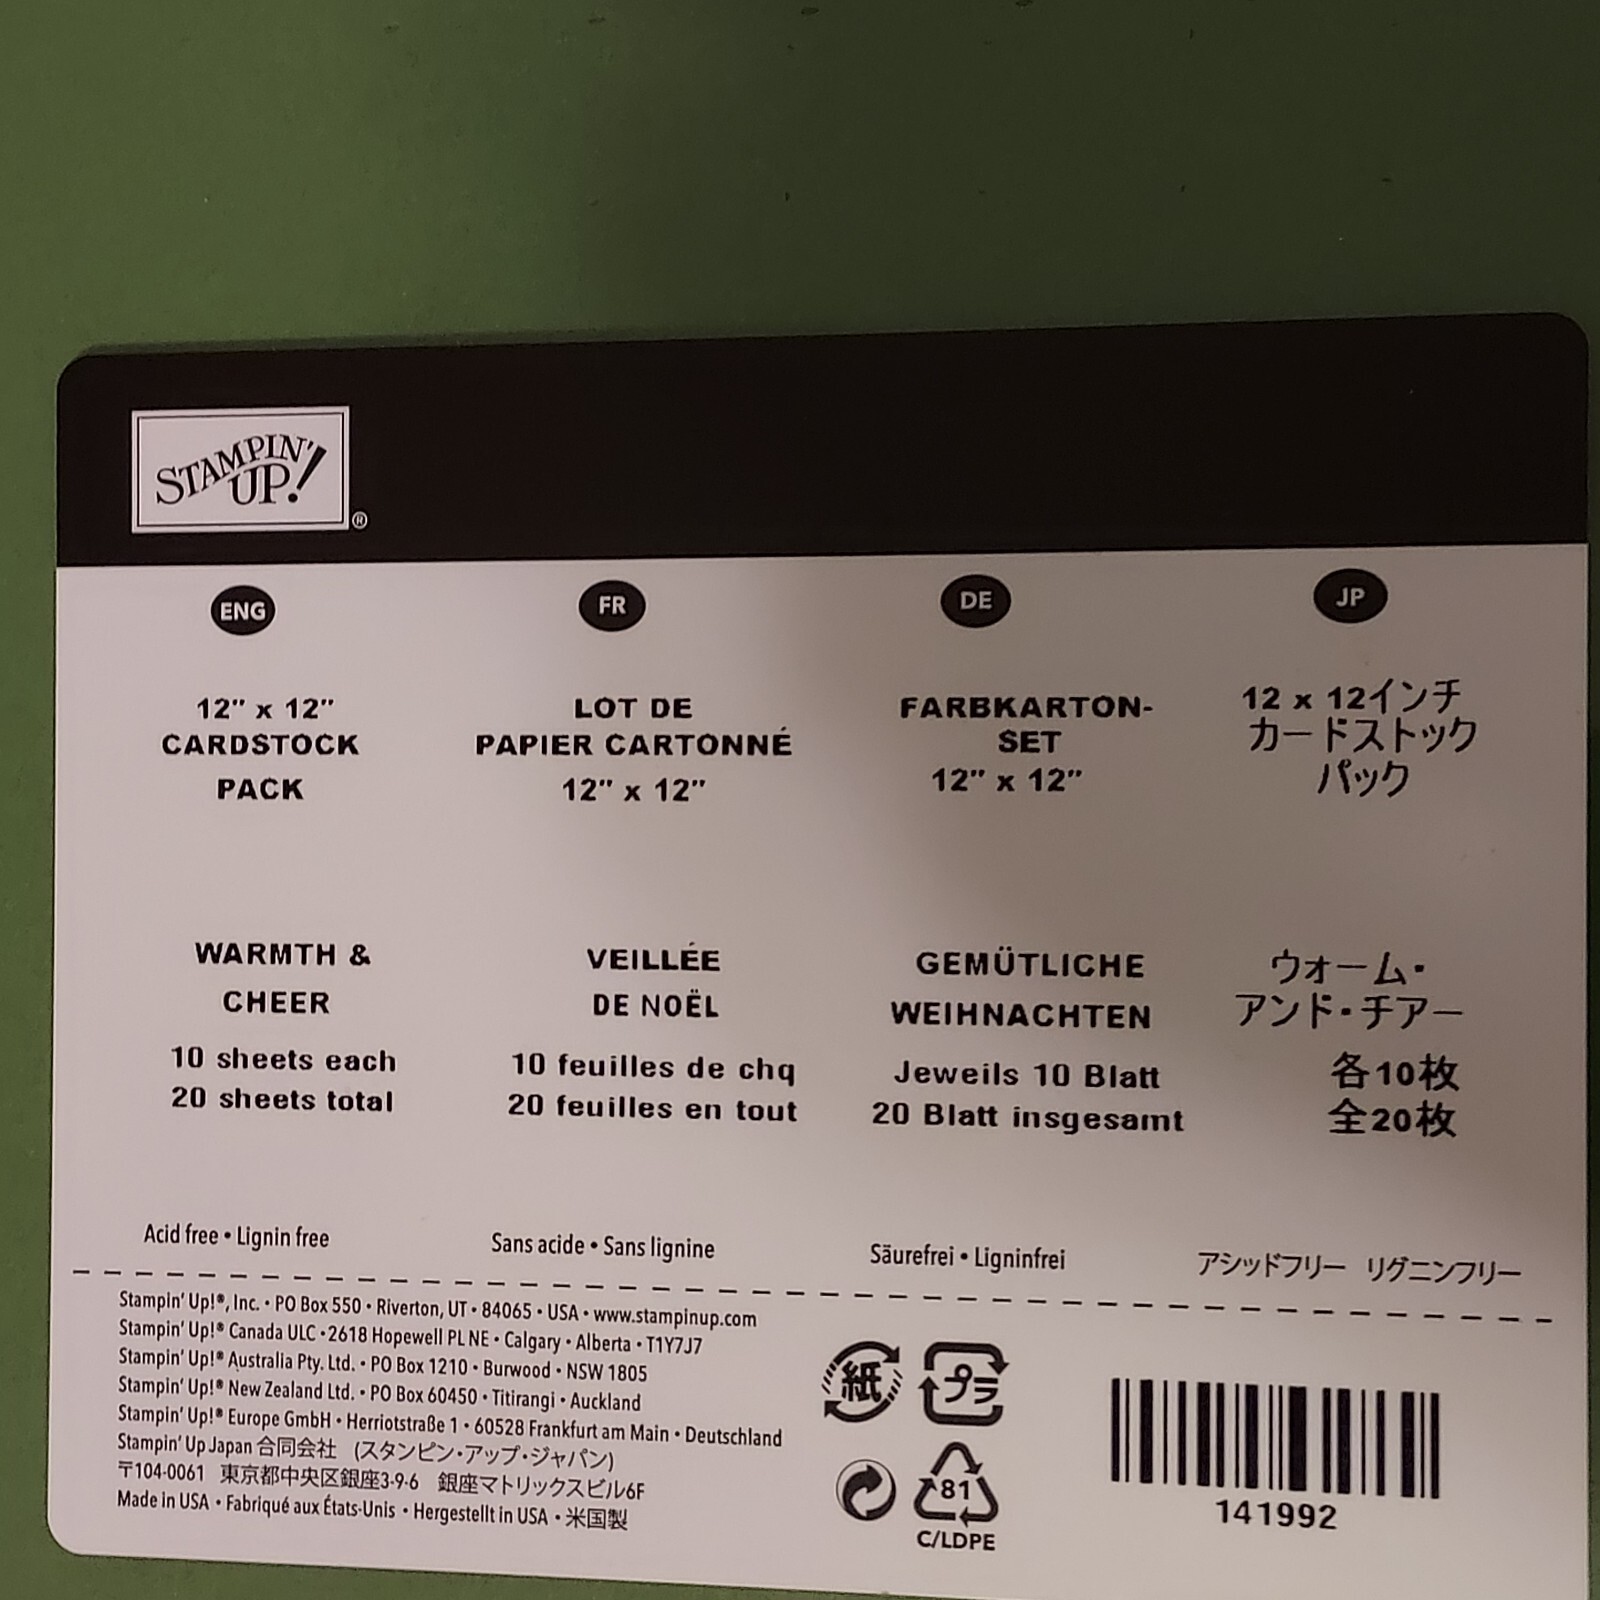 STAMPIN' UP!®
ENG
12" x 12"
CARDSTOCK
PACK
WARMTH &
CHEER
10 sheets each
20 sheets total
Acid free • Lignin free
FR
LOT DE
PAPIER CARTONNÉ
12" x 12"
VEILLÉE
DE NOËL
10 feuilles de chq
20 feuilles en tout
Sans acide • Sans lignine
DE
FARBKARTON-
SET
12" x 12"
GEMÜTLICHE
WEIHNACHTEN
Jeweils 10 Blatt
20 Blatt insgesamt
Säurefrei • Ligninfrei
JP
12 x 12インチ
カードストック
パック
ウォーム・
アンド・チアー
各10枚
全20枚
アシッドフリー リグニンフリー
Stampin' Up!®, Inc. • PO Box 550 • Riverton, UT • 84065 • USA • www.stampinup.com
Stampin' Up!® Canada ULC • 2618 Hopewell PL NE • Calgary • Alberta • T1Y7J7
Stampin' Up!® Australia Pty. Ltd. • PO Box 1210 • Burwood • NSW 1805
Stampin' Up!® New Zealand Ltd. • PO Box 60450 • Titirangi • Auckland
Stampin' Up!® Europe GmbH • Herriotstraße 1 • 60528 Frankfurt am Main • Deutschland
Stampin' Up Japan 合同会社 (スタンピン・アップ・ジャパン)
〒104-0061 東京都中央区銀座3-9-6 銀座マトリックスビル6F
Made in USA • Fabriqué aux États-Unis • Hergestellt in USA • 米国製
紙
プラ
81
C/LDPE
141992